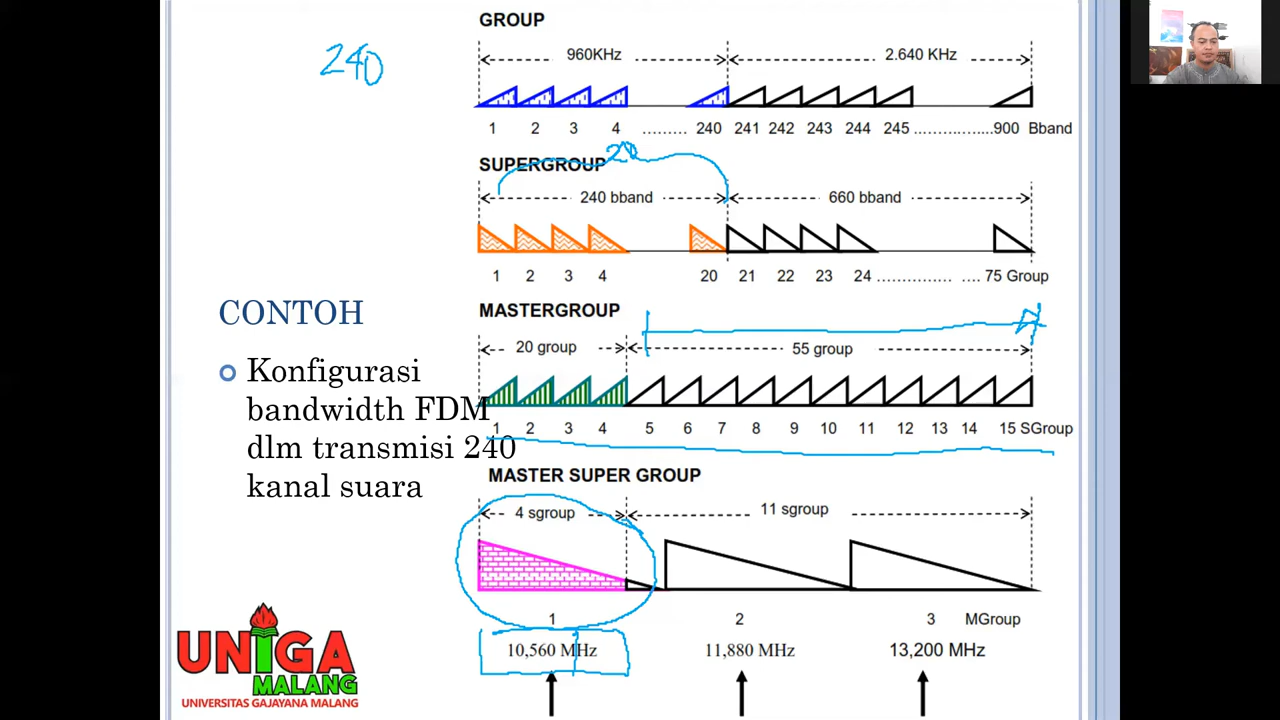 GROUP
240
960KHz 2.640 KHz
1 2 3 4 ......... 240 241 242 243 244 245 ................900 Bband
20
SUPERGROUP
240 bband 660 bband
1 2 3 4 20 21 22 23 24 .............. .... 75 Group
MASTERGROUP
20 group 55 group
1 2 3 4 5 6 7 8 9 10 11 12 13 14 15 SGroup
CONTOH
Konfigurasi
bandwidth FDM
dlm transmisi 240
kanal suara
MASTER SUPER GROUP
4 sgroup 11 sgroup
1 2 3 MGroup
10,560 MHz 11,880 MHz 13,200 MHz
UNIGA
MALANG
UNIVERSITAS GAJAYANA MALANG